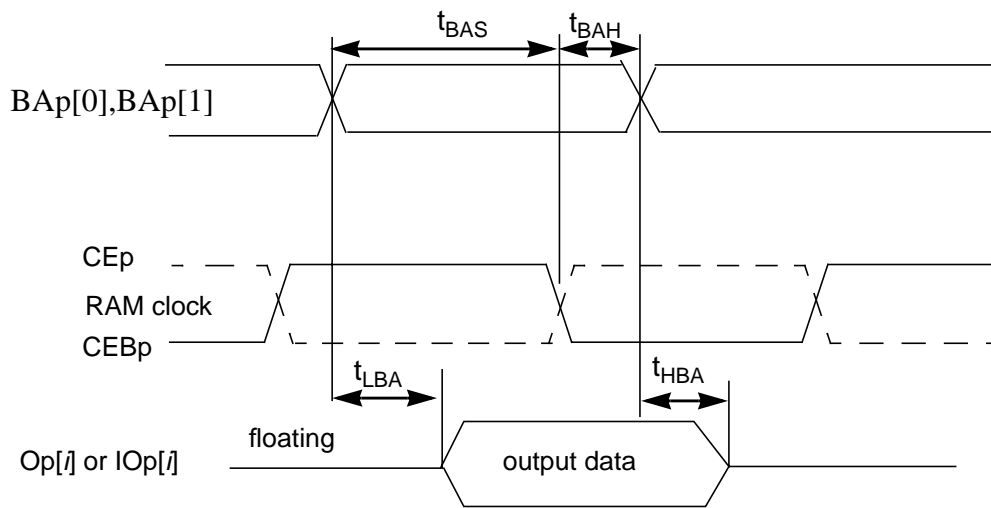 tBAS
tBAH
BAp[0],BAp[1]
CEp
RAM clock
CEBp
tLBA
tHBA
floating
Op[i] or IOp[i]
output data